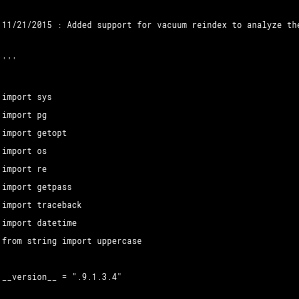 11/21/2015 : Added support for vacuum reindex to analyze the
...
import sys
import pg
import getopt
import os
import re
import getpass
import traceback
import datetime
from string import uppercase
__version__ = ".9.1.3.4"